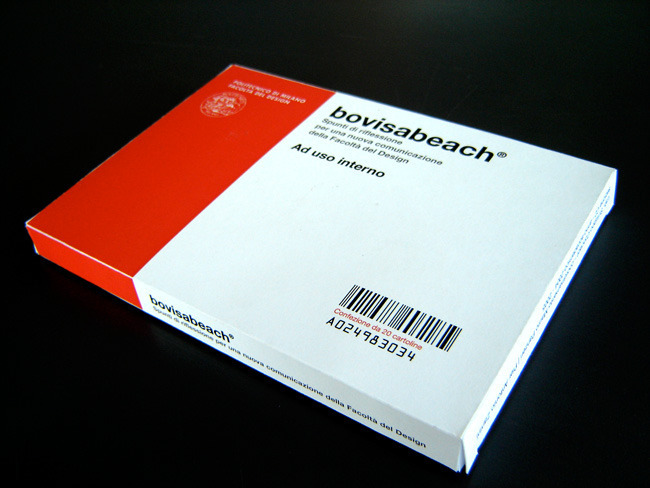 POLITECNICO DI MILANO
FACOLTÀ DEL DESIGN
bovisabeach®
Spunti di riflessione
per una nuova comunicazione
della Facoltà del Design
Ad uso interno
Confezione da 20 cartoline
A024983034
bovisabeach®
Spunti di riflessione per una nuova comunicazione della Facoltà del Design